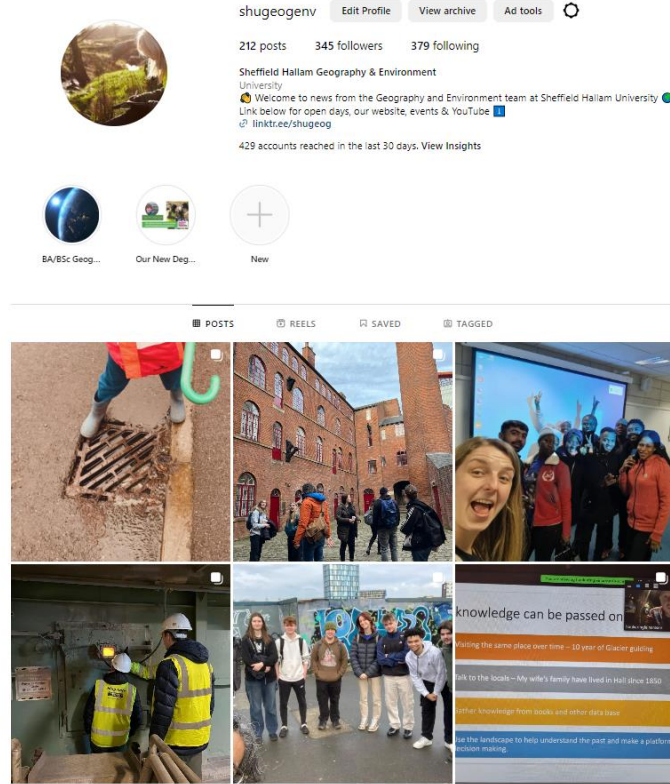 shugeogenv Edit Profile View archive Ad tools
212 posts 345 followers 379 following
Sheffield Hallam Geography & Environment
University
Welcome to news from the Geography and Environment team at Sheffield Hallam University
Link below for open days, our website, events & YouTube
linktr.ee/shugeog
429 accounts reached in the last 30 days. View Insights
BA/BSc Geog... Our New Deg... New
POSTS REELS SAVED TAGGED
knowledge can be passed on
Visiting the same place over time – 10 year of Glacier guiding
Talk to the locals – My wife's family have lived in Hall since 1850
Gather knowledge from books and other data base
Use the landscape to help understand the past and make a platform
decision making.